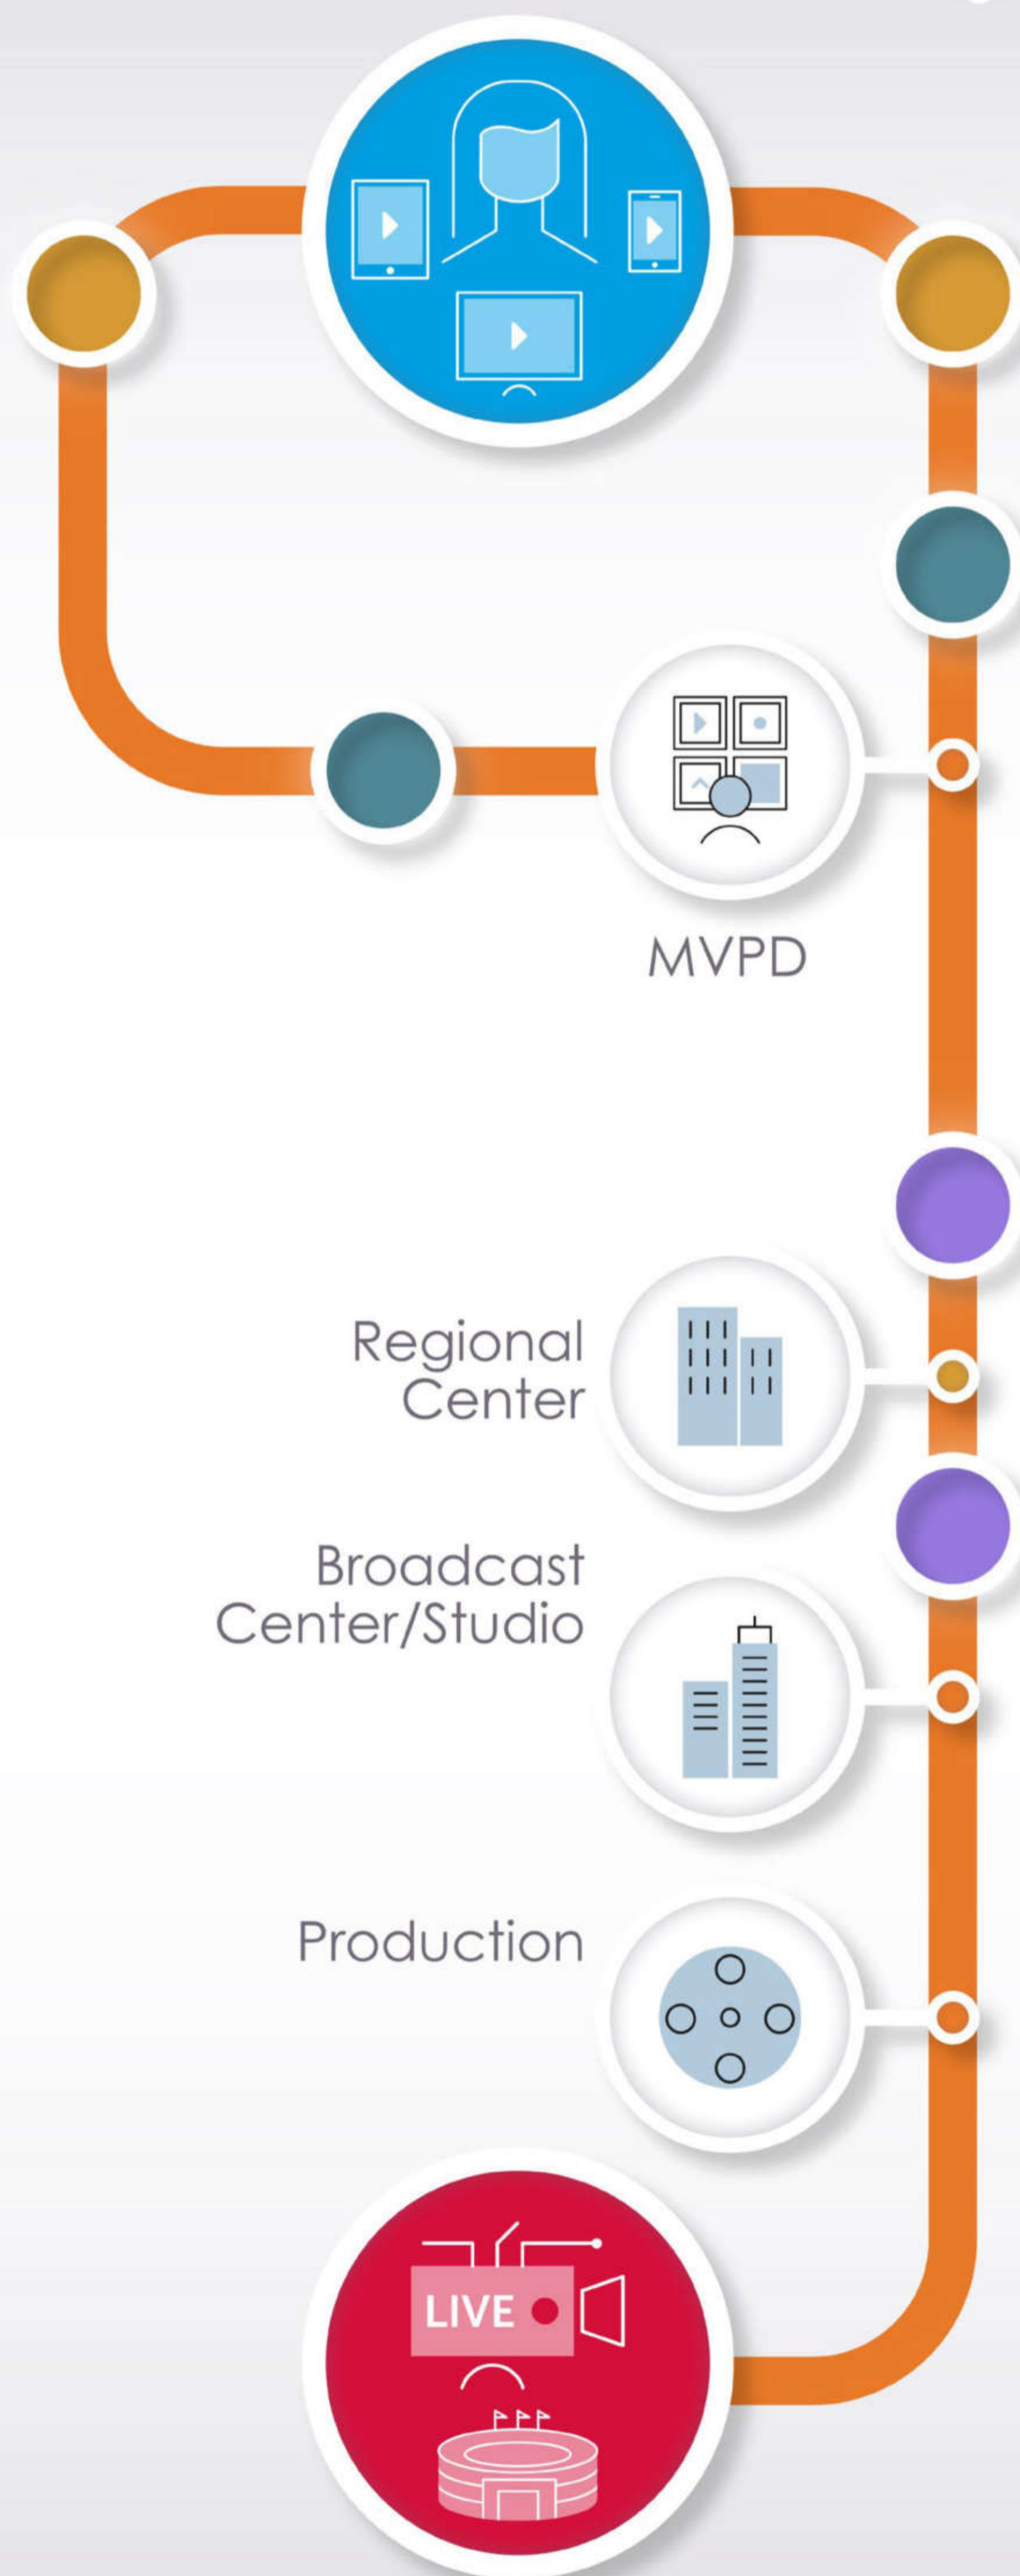 MVPD
Regional
Center
Broadcast
Center/Studio
Production
LIVE